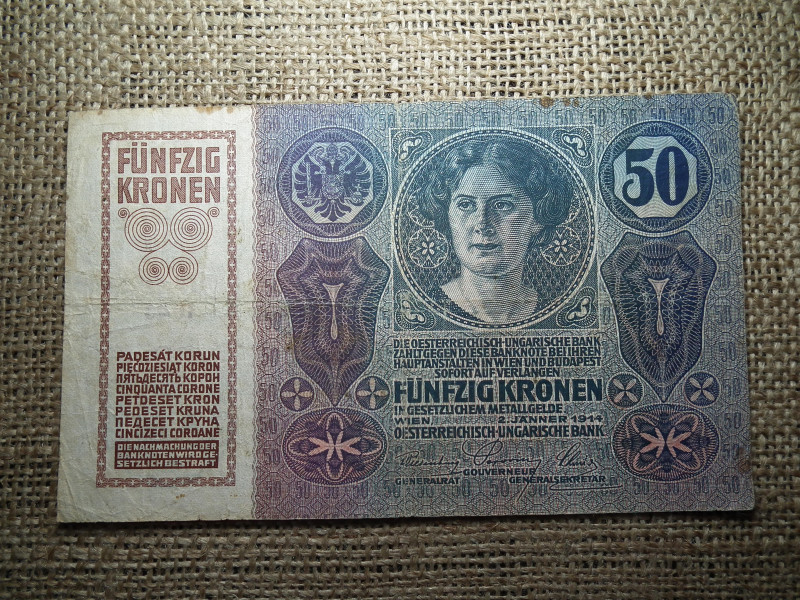 FÜNFZIG
KRONEN
PADESÁT KORUN
PIĘCDZIESIĄT KORON
ПЯТЬДЕСЯТЬ КОРОН
CINQUANTA CORONE
PETDESET KRON
PEDESET KRUNA
ПЕДЕСЕТ КРУНА
CINCIZECI COROANE
DIE NACHMACHUNG DER
BANKNOTEN WIRD GE-
SETZLICH BESTRAFT
50
DIE OESTERREICHISCH-UNGARISCHE BANK
ZAHLT GEGEN DIESE BANKNOTE BEI IHREN
HAUPTANSTALTEN IN WIEN UND BUDAPEST
SOFORT AUF VERLANGEN
FÜNFZIG KRONEN
IN GESETZLICHEM METALLGELDE
WIEN, 2. JÄNNER 1914
OESTERREICHISCH-UNGARISCHE BANK
GOUVERNEUR
GENERALRAT GENERALSEKRETÄR